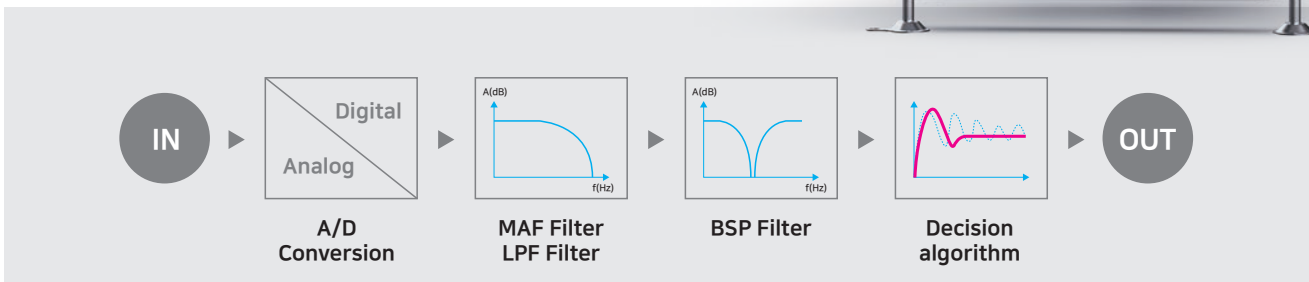 IN
Digital
Analog
A/D
Conversion
A(dB)
f(Hz)
MAF Filter
LPF Filter
A(dB)
f(Hz)
BSP Filter
Decision
algorithm
OUT